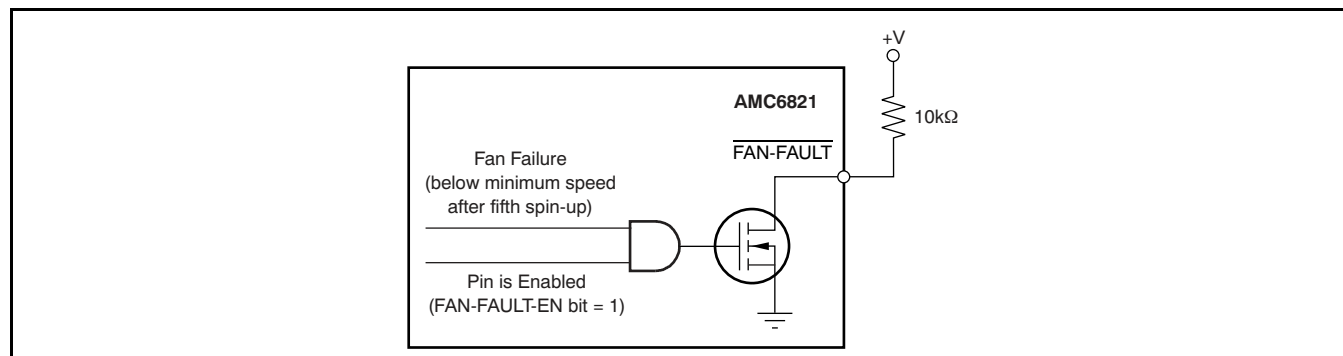 +V
AMC6821
10kΩ
FAN-FAULT
Fan Failure
(below minimum speed
after fifth spin-up)
Pin is Enabled
(FAN-FAULT-EN bit = 1)